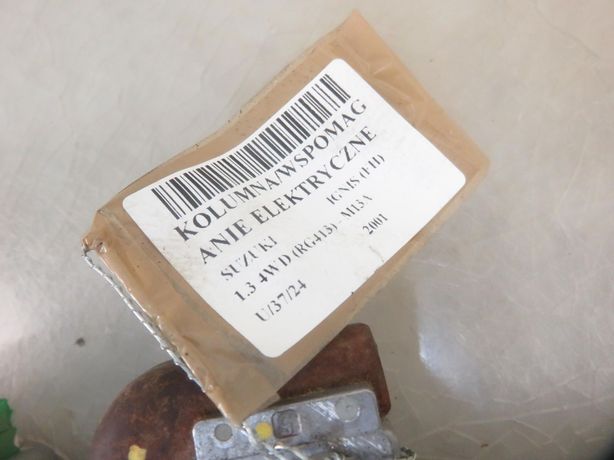 KOLUMNA/WSPOMAG
ANIE ELEKTRYCZNE
SUZUKI IGNIS (FH)
1.3 4WD (RG413) M13A
2001
U/37/24